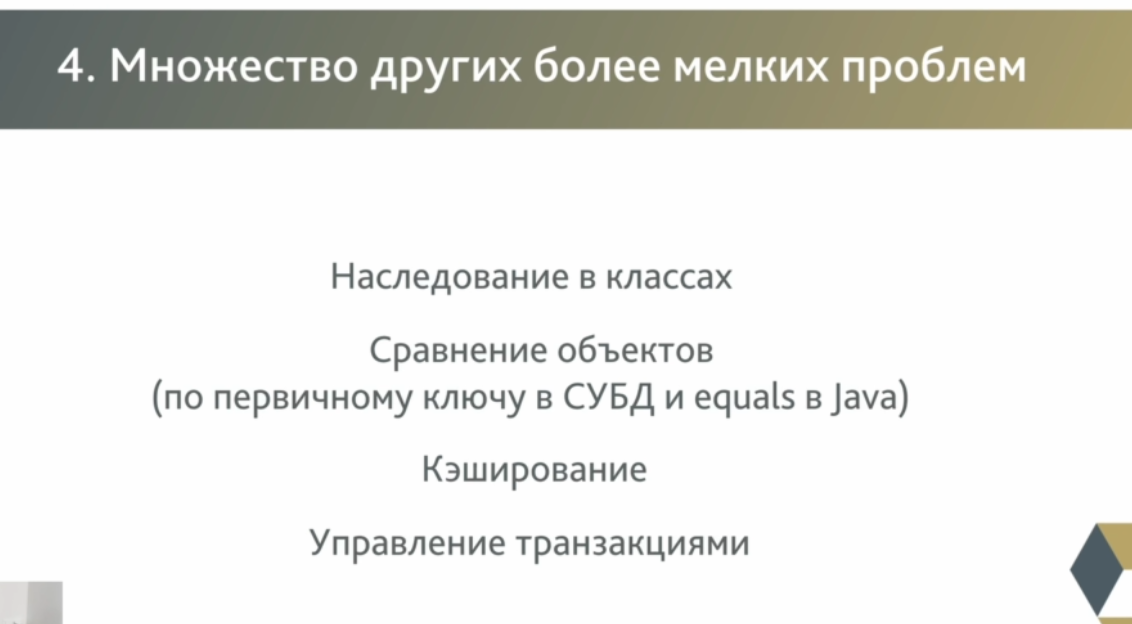 4. Множество других более мелких проблем
Наследование в классах
Сравнение объектов
(по первичному ключу в СУБД и equals в Java)
Кэширование
Управление транзакциями